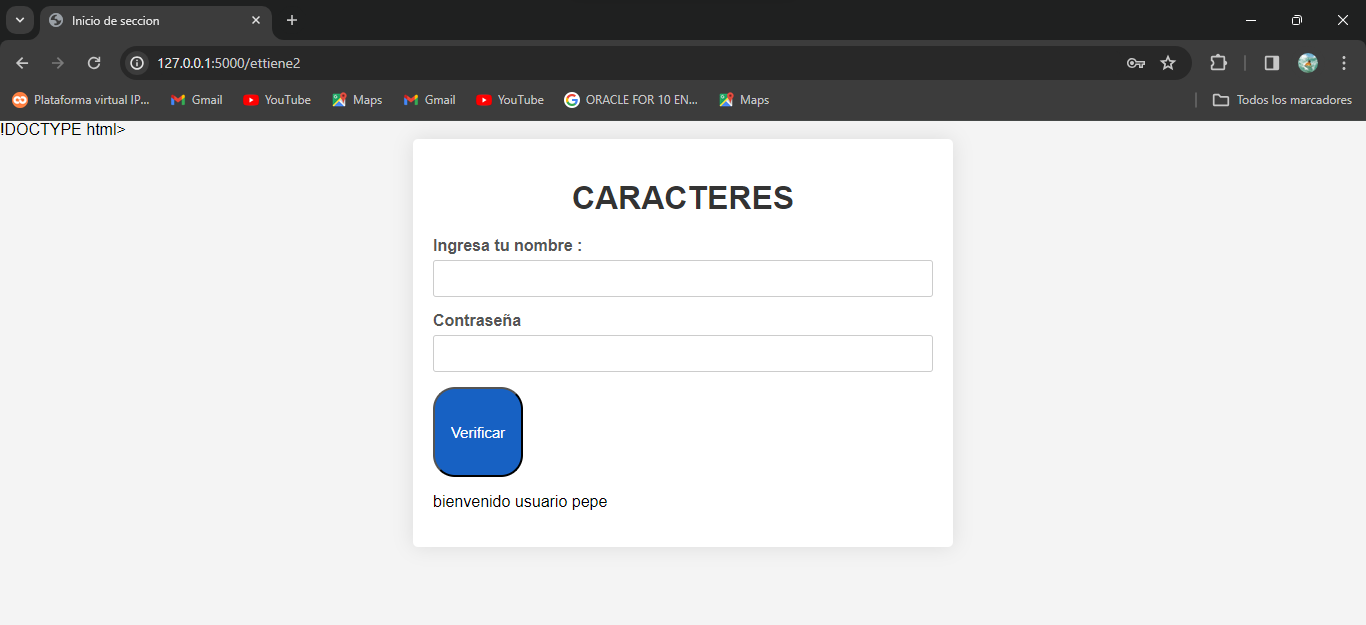 Inicio de seccion
127.0.0.1:5000/ettiene2
Plataforma virtual IP... Gmail YouTube Maps Gmail YouTube ORACLE FOR 10 EN... Maps Todos los marcadores
!DOCTYPE html>
CARACTERES
Ingresa tu nombre :
Contraseña
Verificar
bienvenido usuario pepe